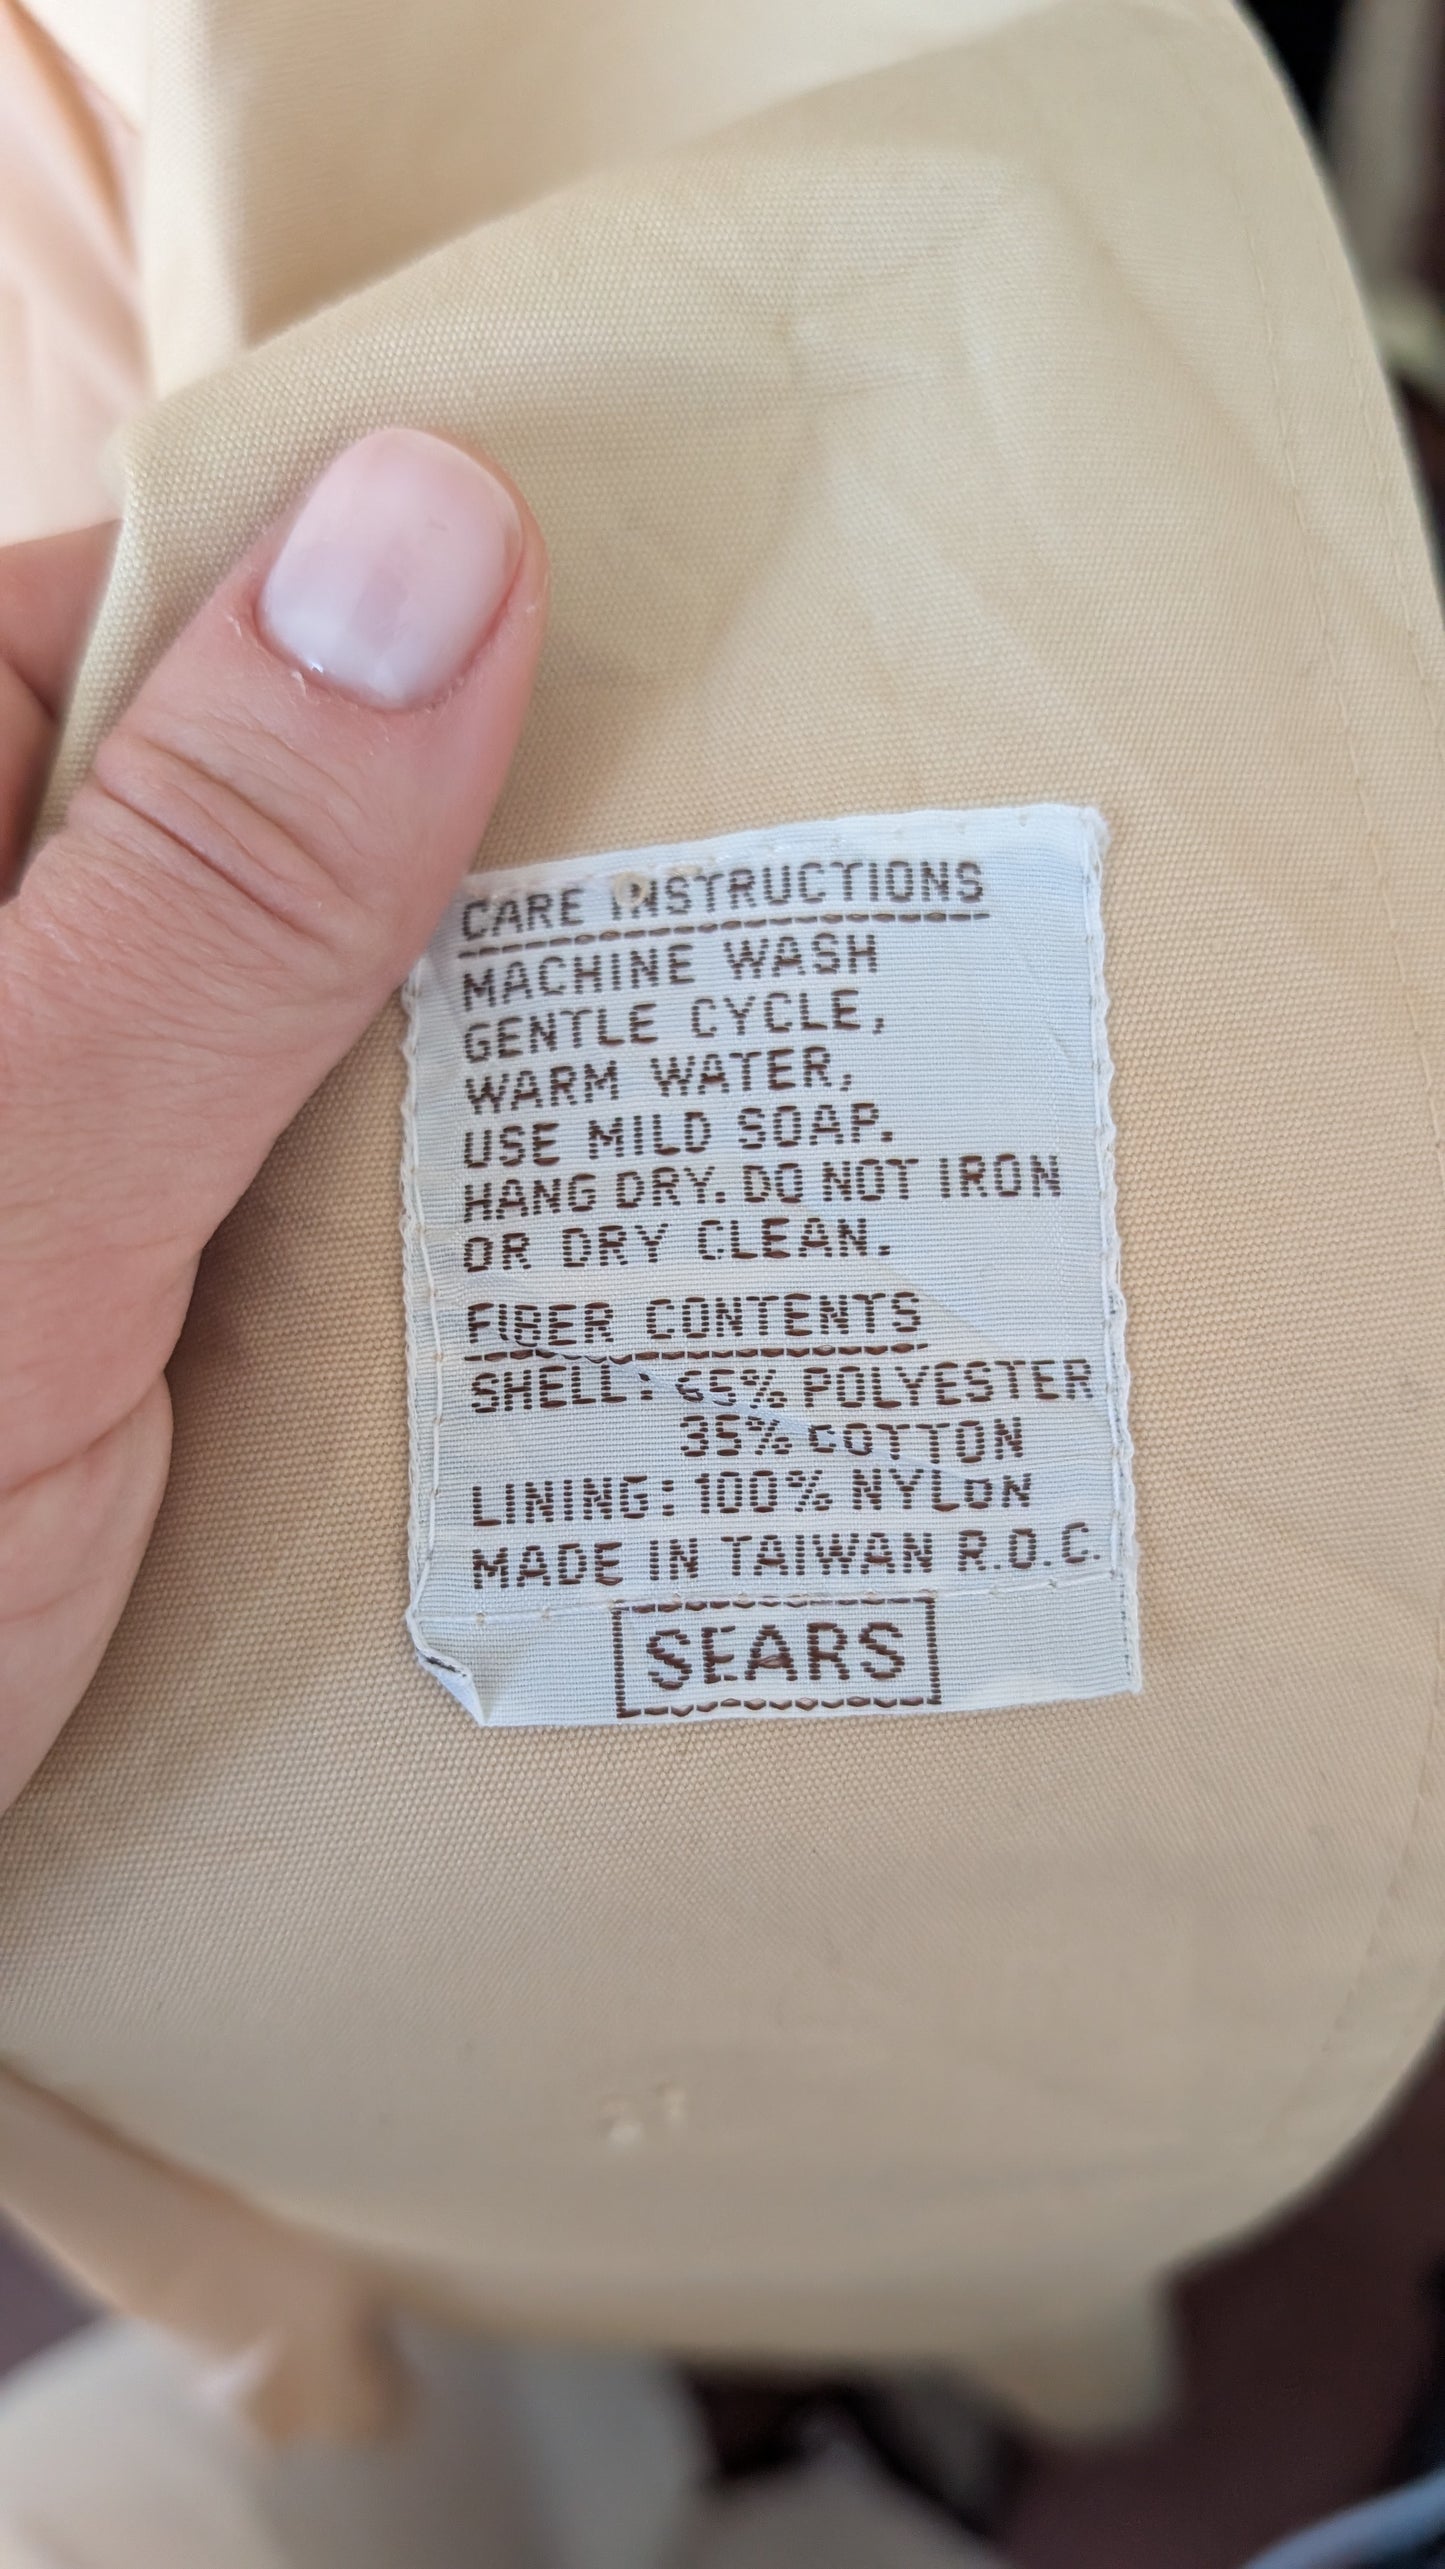 CARE INSTRUCTIONS
MACHINE WASH
GENTLE CYCLE,
WARM WATER,
USE MILD SOAP.
HANG DRY. DO NOT IRON
OR DRY CLEAN.
FIBER CONTENTS
SHELL: 65% POLYESTER
35% COTTON
LINING: 100% NYLON
MADE IN TAIWAN R.O.C.
SEARS